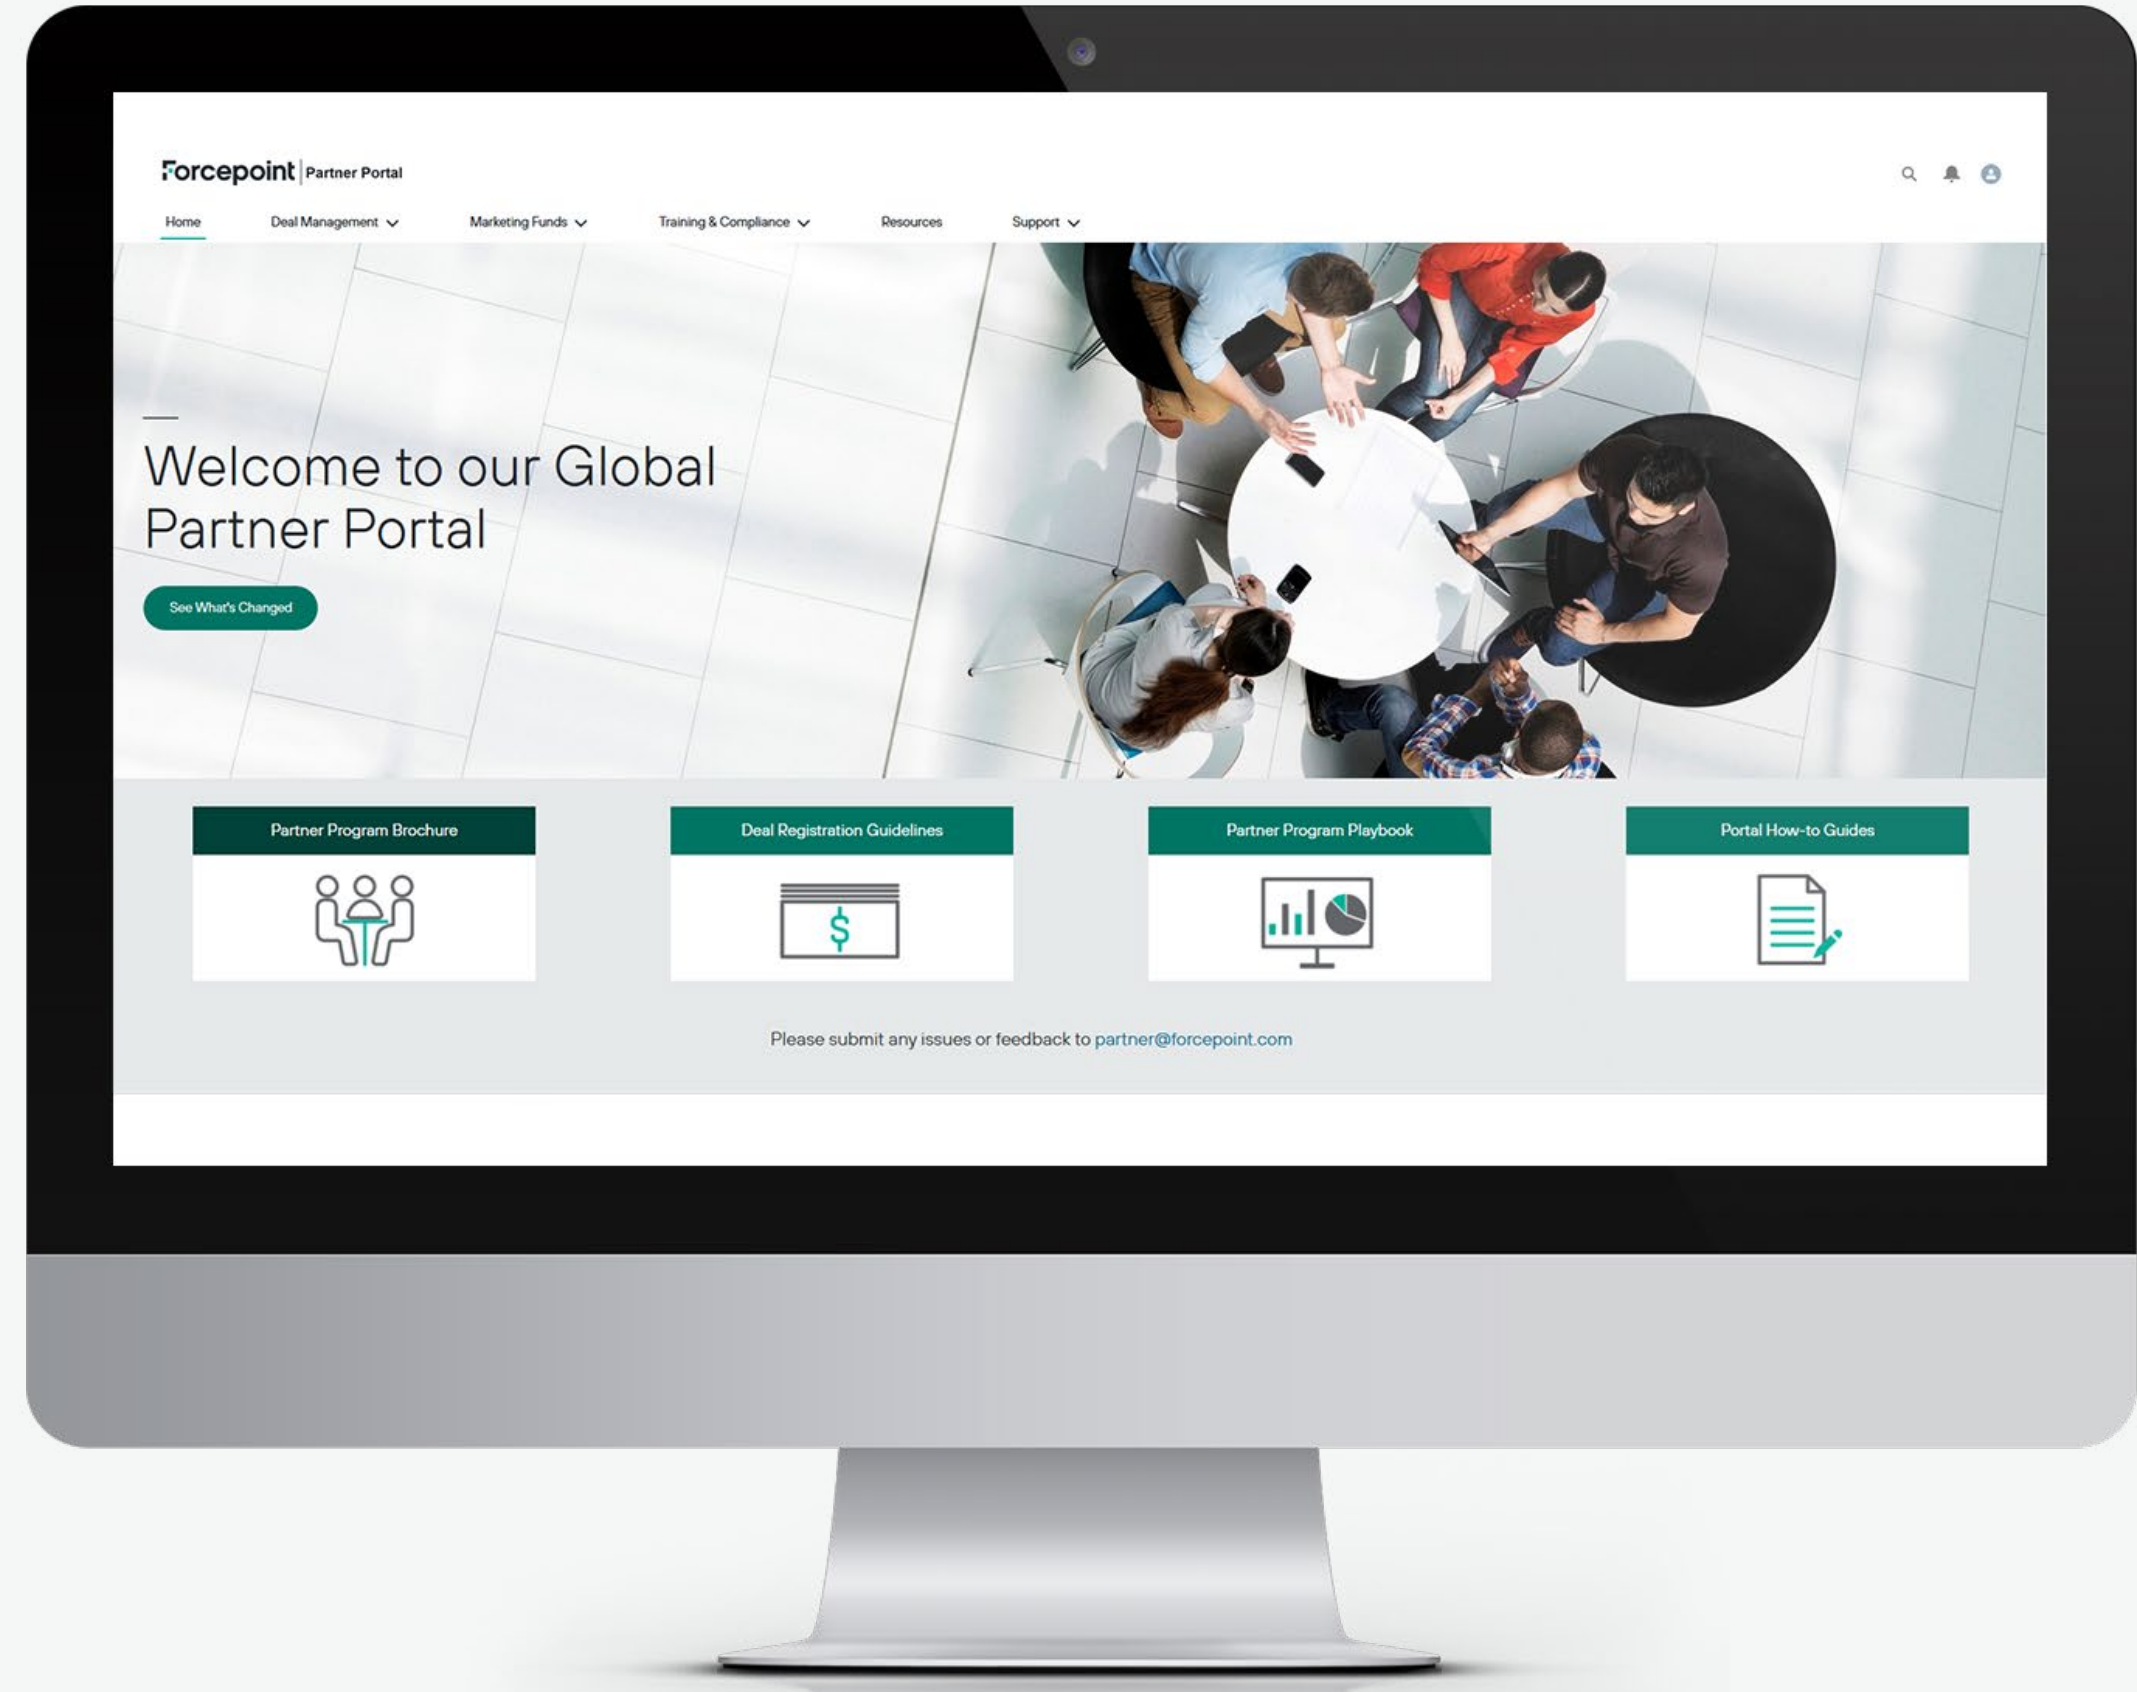 Forcepoint | Partner Portal
Home Deal Management Marketing Funds Training & Compliance Resources Support
Welcome to our Global
Partner Portal
See What's Changed
Partner Program Brochure Deal Registration Guidelines Partner Program Playbook Portal How-to Guides
$
Please submit any issues or feedback to partner@forcepoint.com